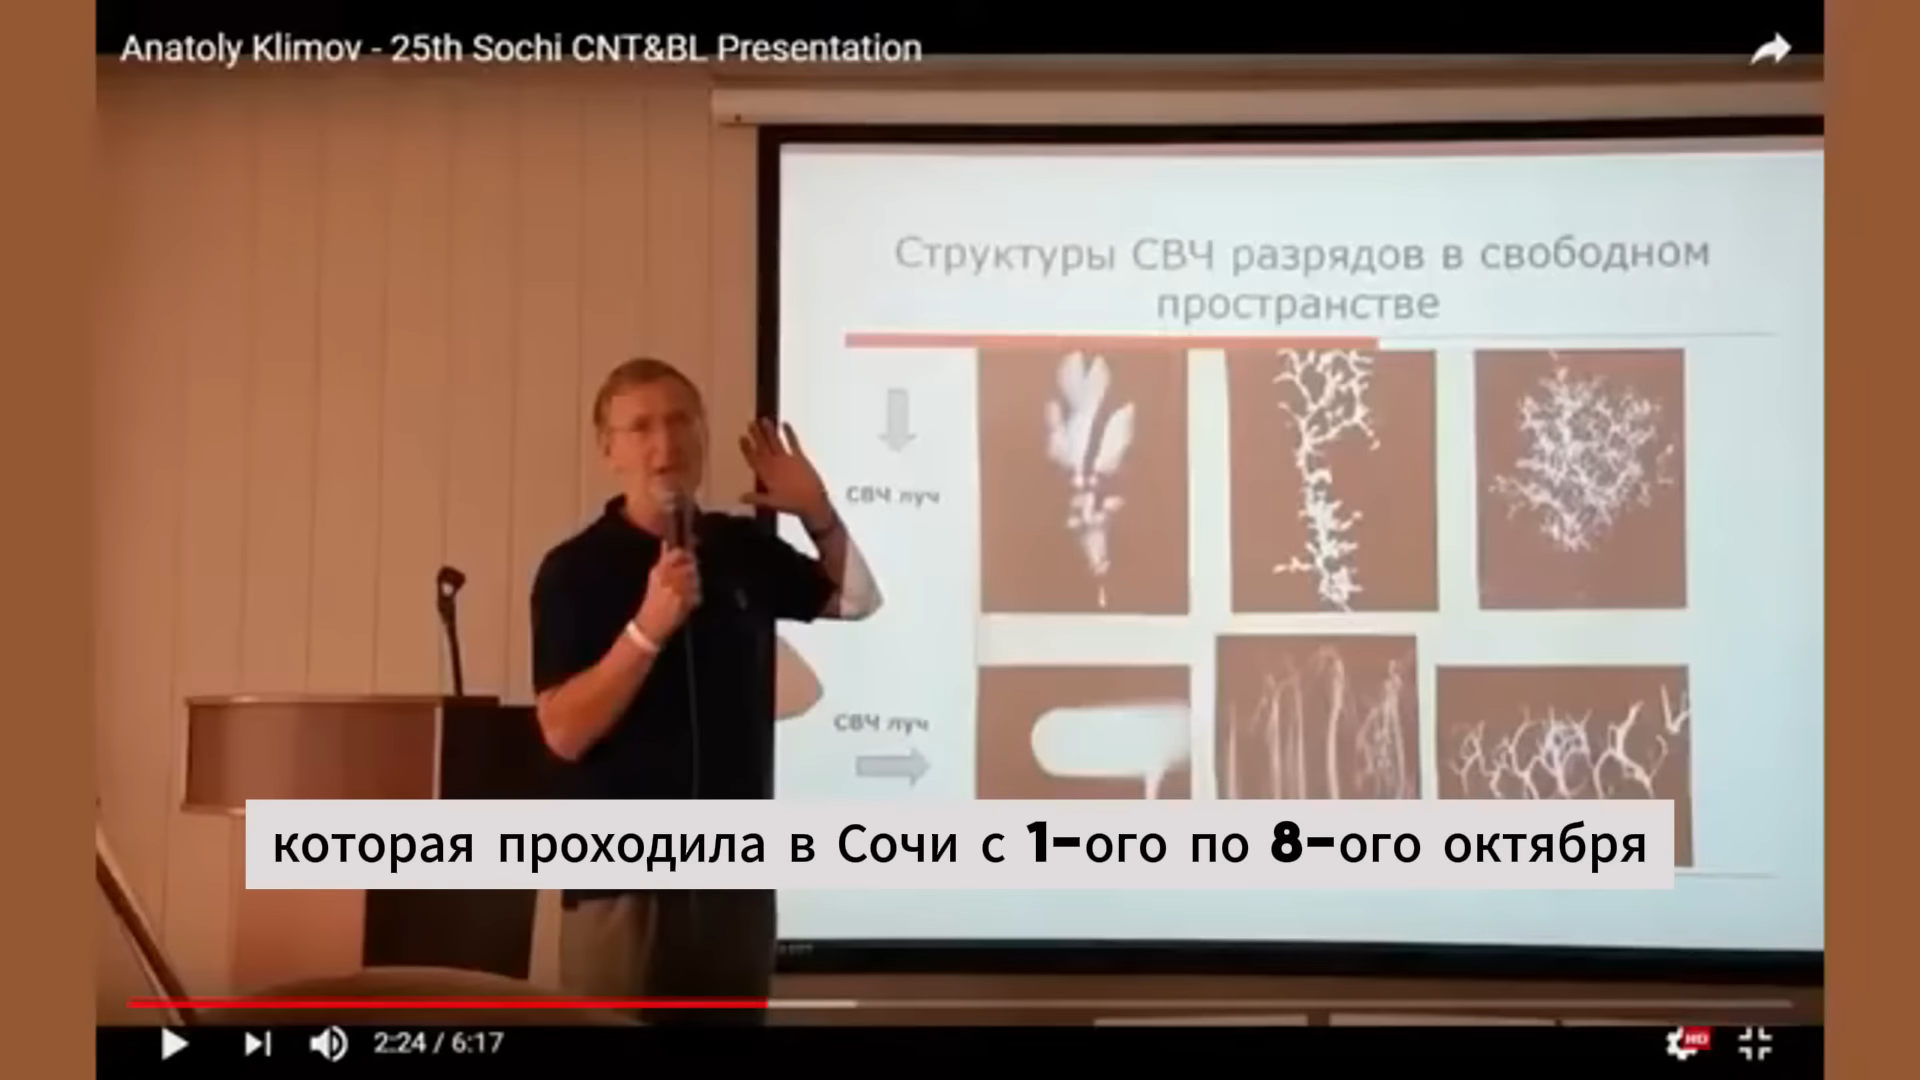 Anatoly Klimov - 25th Sochi CNT&BL Presentation
Структуры СВЧ разрядов в свободном
пространстве
СВЧ луч
СВЧ луч
которая проходила в Сочи с 1-ого по 8-ого октября
2:24 / 6:17
HD